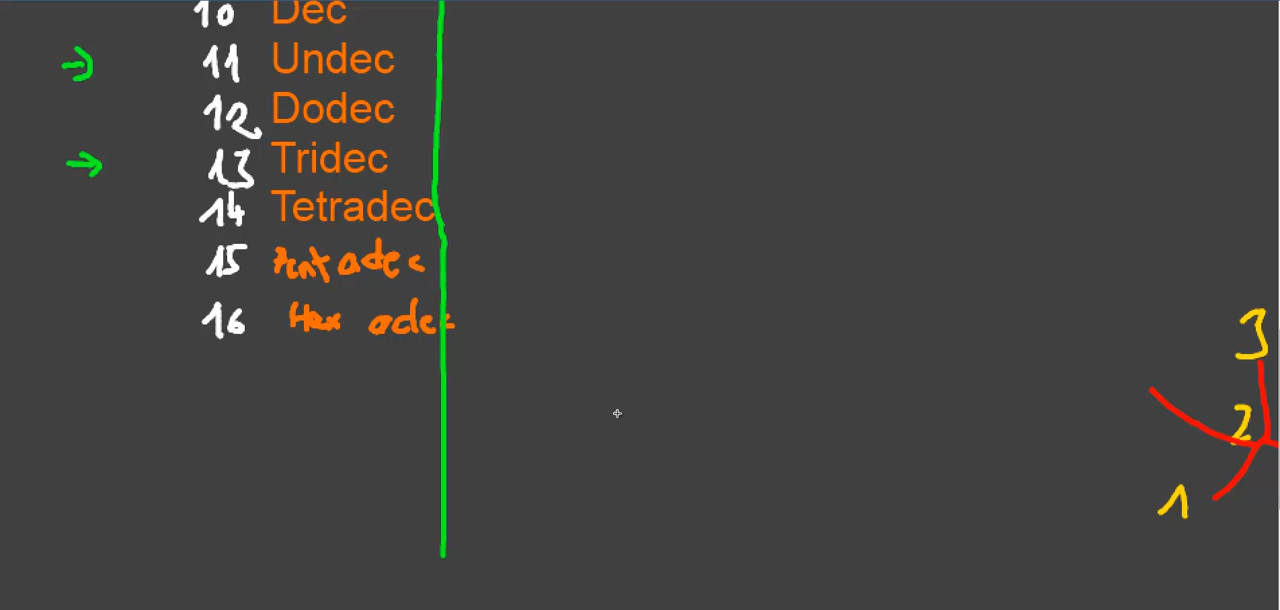 10 Dec
11 Undec
12 Dodec
13 Tridec
14 Tetradec
15 Pentadec
16 Hexadec
3
2
1